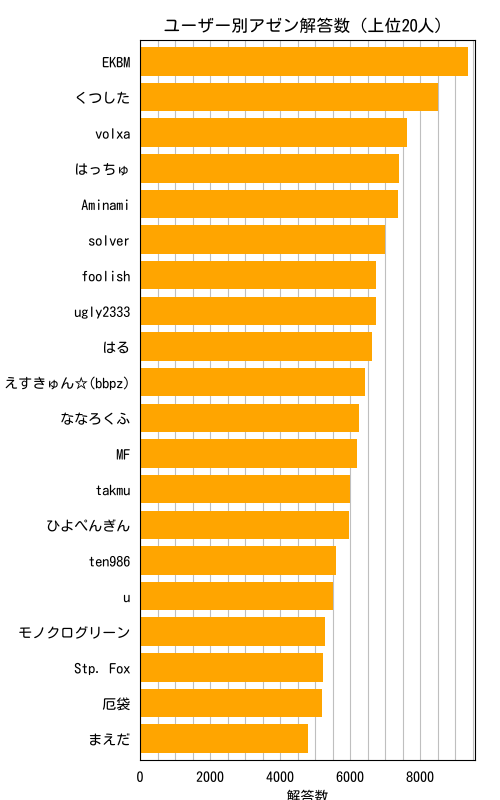 ユーザー別アゼン解答数 (上位20人)
EKBM
くつした
volxa
はっちゅ
Aminami
solver
foolish
ugly2333
はる
えすきゅん☆(bbpz)
ななろくふ
MF
takmu
ひよぺんぎん
ten986
u
モノクログリーン
Stp. Fox
厄袋
まえだ
0 2000 4000 6000 8000
解答数